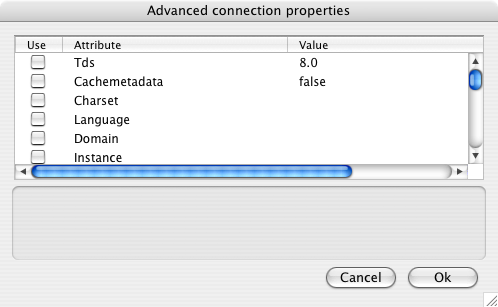 Advanced connection properties
Use Attribute Value
Tds 8.0
Cachemetadata false
Charset
Language
Domain
Instance
Cancel Ok